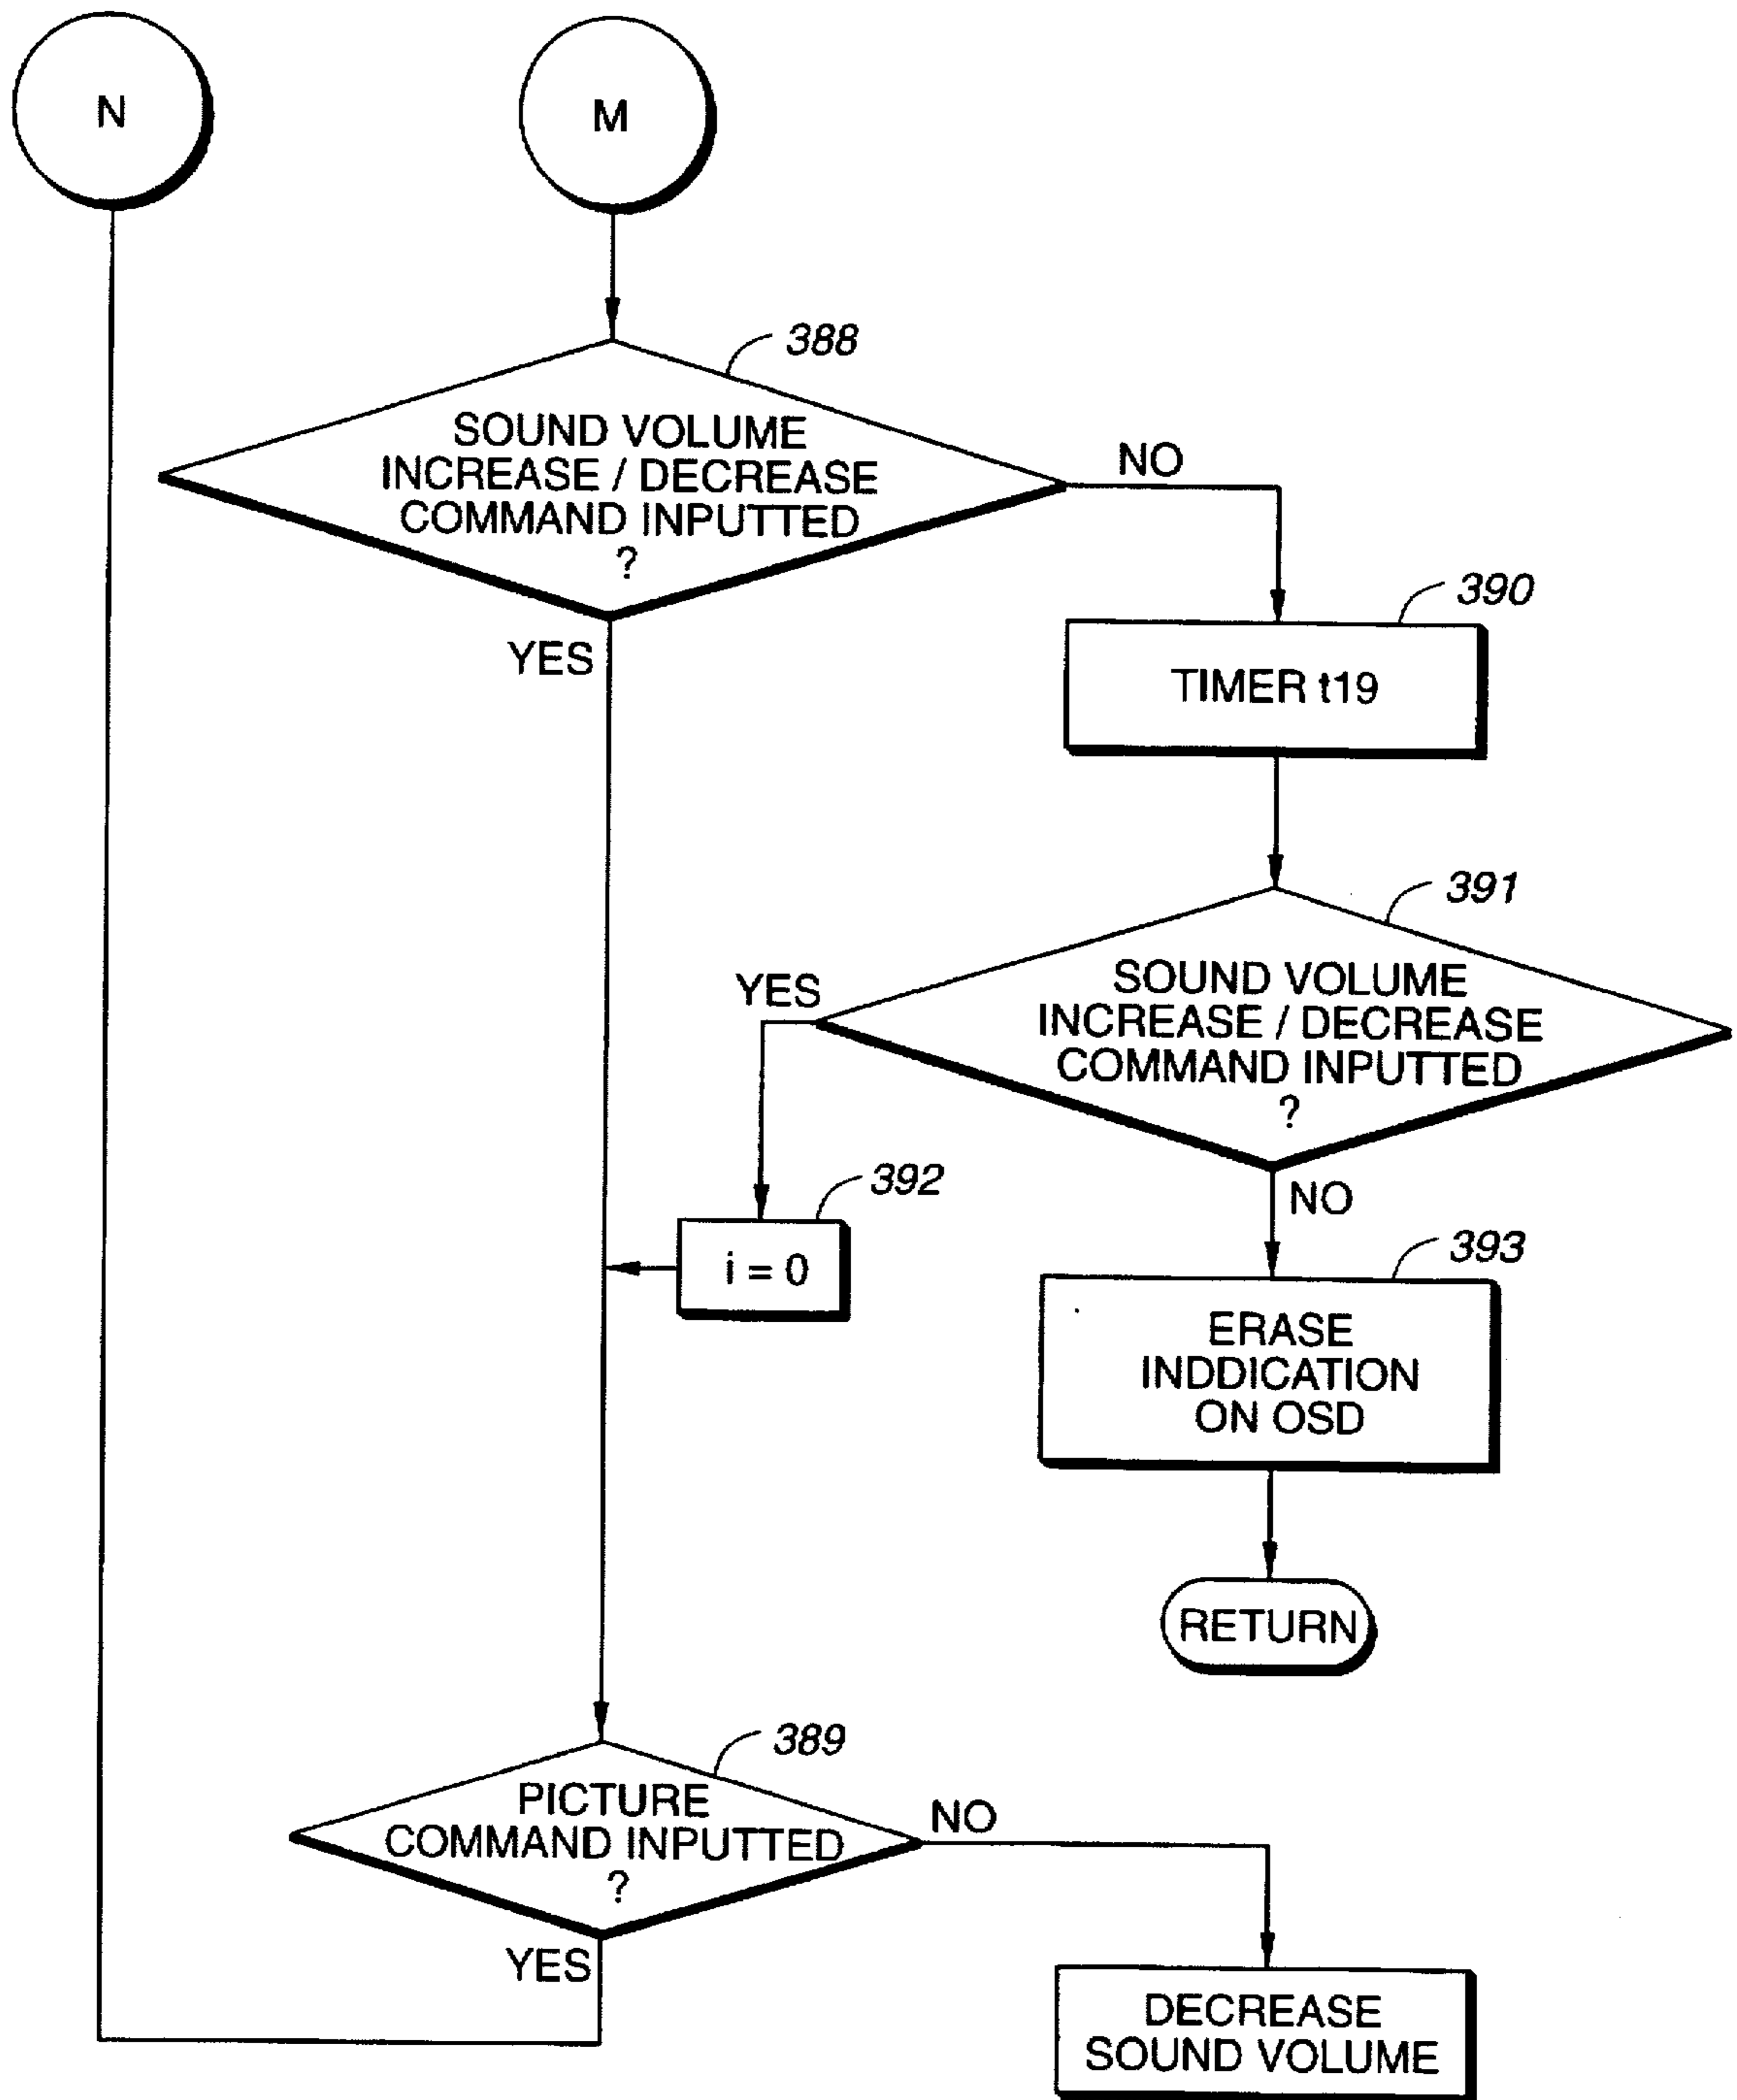 N
M
388
SOUND VOLUME
INCREASE / DECREASE
COMMAND INPUTTED
?
NO
YES
390
TIMER t19
391
SOUND VOLUME
INCREASE / DECREASE
COMMAND INPUTTED
?
YES
NO
392
i = 0
393
ERASE
INDDICATION
ON OSD
RETURN
389
PICTURE
COMMAND INPUTTED
?
NO
YES
DECREASE
SOUND VOLUME